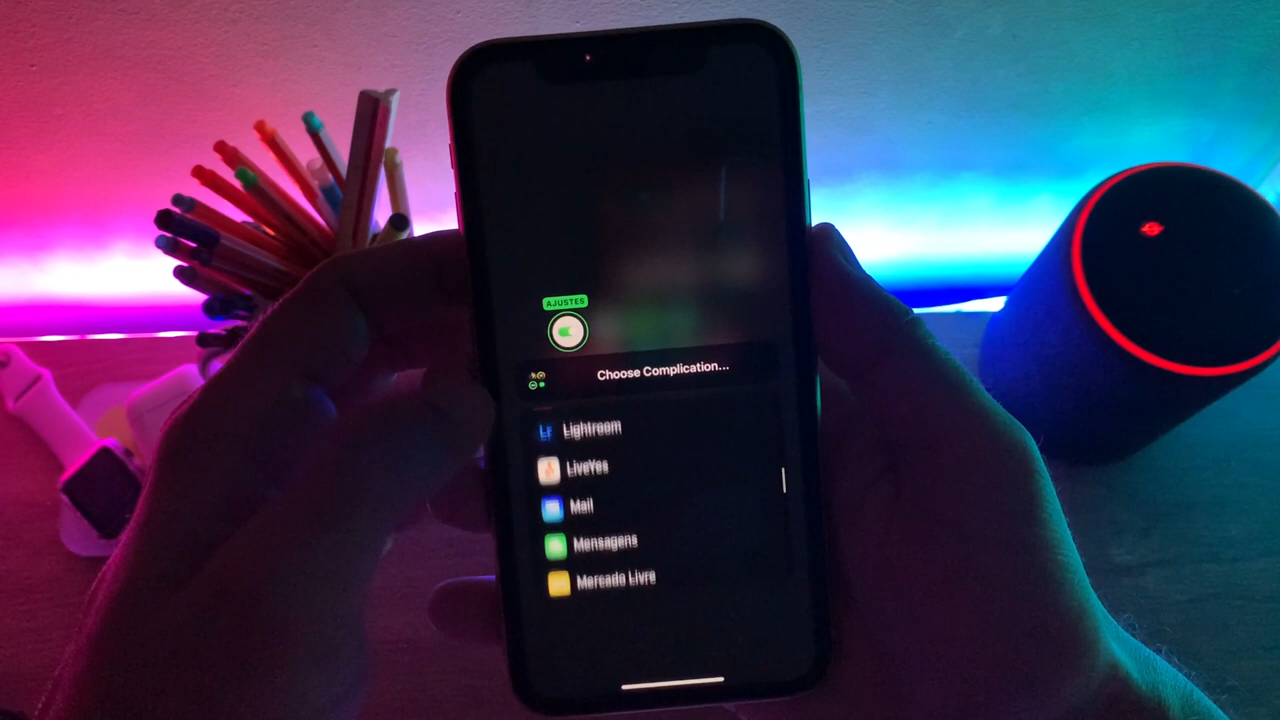 AJUSTES
Choose Complication...
Lightroom
LiveYes
Mail
Mensagens
Mercado Livre